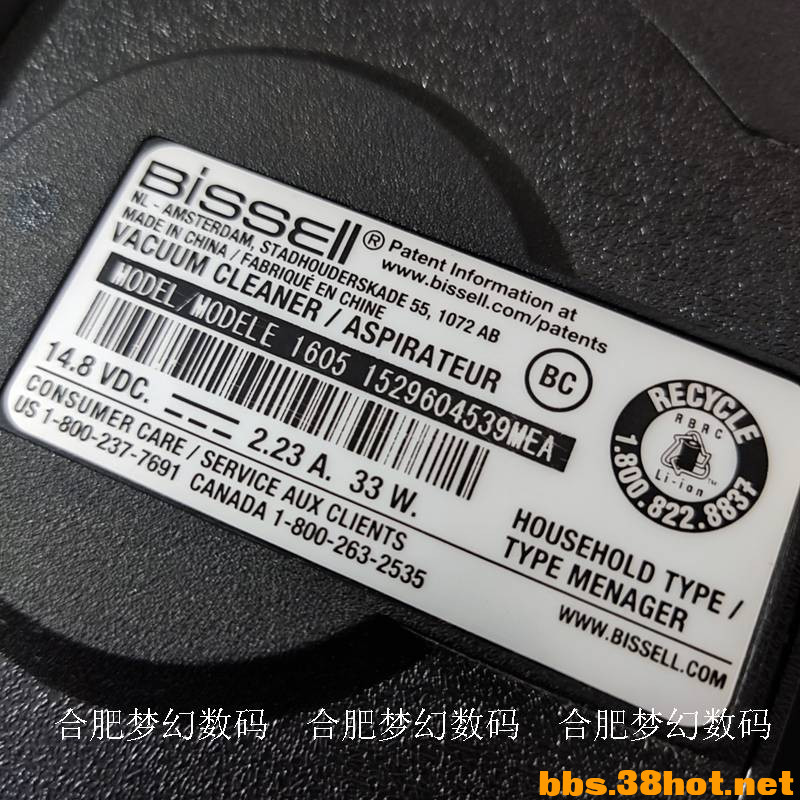 BISSELL®
Patent Information at
www.bissell.com/patents
NL - AMSTERDAM, STADHOUDERSKADE 55, 1072 AB
MADE IN CHINA / FABRIQUÉ EN CHINE
VACUUM CLEANER / ASPIRATEUR
BC
MODEL/MODELE 1605 1529604539MEA
14.8 VDC. 2.23 A. 33 W.
RECYCLE
RBRC
Li-ion
TM
1.800.822.8837
CONSUMER CARE / SERVICE AUX CLIENTS
US 1-800-237-7691 CANADA 1-800-263-2535
HOUSEHOLD TYPE /
TYPE MENAGER
WWW.BISSELL.COM
合肥梦幻数码 合肥梦幻数码 合肥梦幻数码
bbs.38hot.net